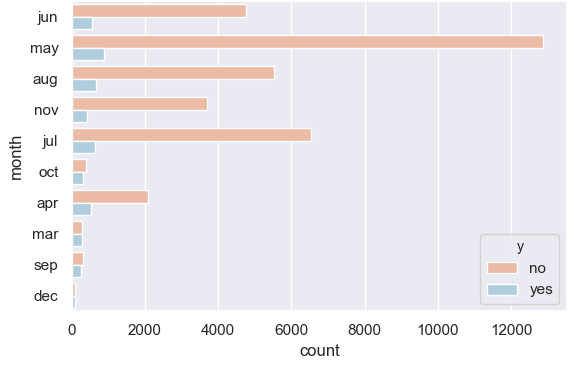 month
jun
may
aug
nov
jul
oct
apr
mar
sep
dec
0 2000 4000 6000 8000 10000 12000
count
y
no
yes